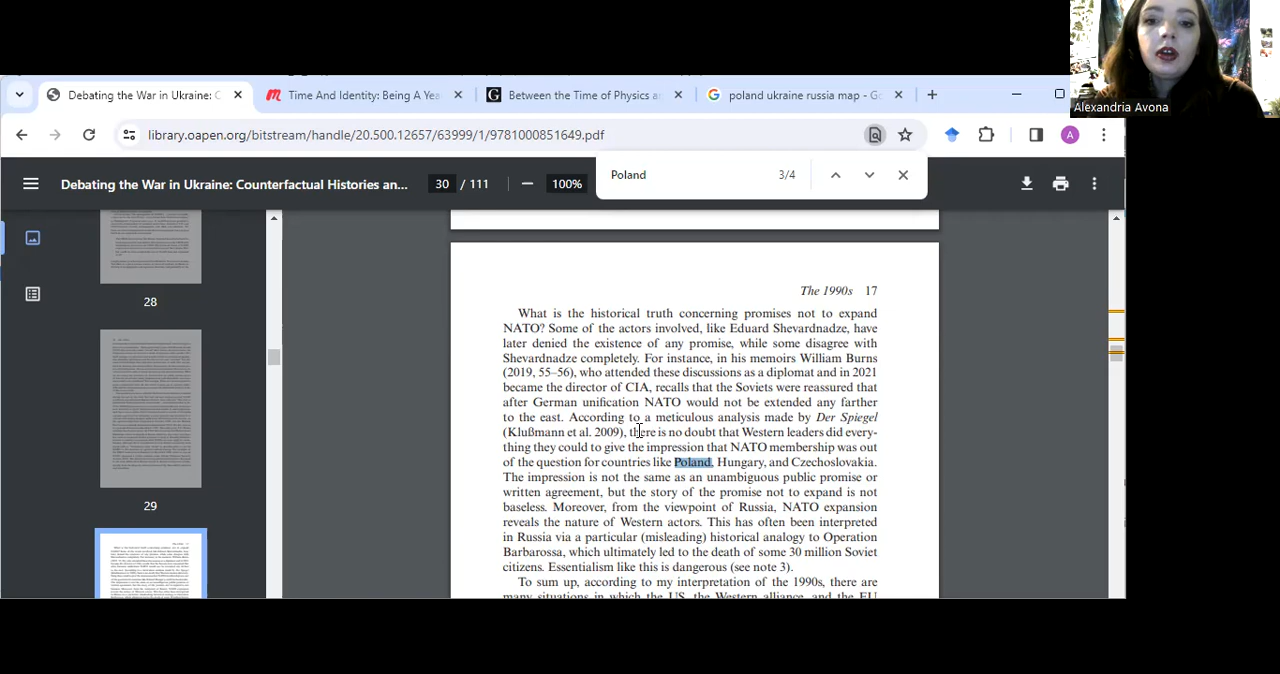 Alexandria Avona
Debating the War in Ukraine: C
Time And Identity: Being A Yea
Between the Time of Physics a
poland ukraine russia map - Go
library.oapen.org/bitstream/handle/20.500.12657/63999/1/9781000851649.pdf
A
Poland 3/4
Debating the War in Ukraine: Counterfactual Histories an...
30 / 111
100%
28
29
The 1990s 17
What is the historical truth concerning promises not to expand
NATO? Some of the actors involved, like Eduard Shevardnadze, have
later denied the existence of any promise, while some disagree with
Shevardnadze completely. For instance, in his memoirs William Burns
(2019, 55–56), who attended these discussions as a diplomat and in 2021
became the director of CIA, recalls that the Soviets were reassured that
after German unification NATO would not be extended any farther
to the east. According to a meticulous analysis made by Der Spiegel
(Klußmann et al. 2009), there is no doubt that Western leaders did every-
thing they could to give the impression that NATO membership was out
of the question for countries like Poland, Hungary, and Czechoslovakia.
The impression is not the same as an unambiguous public promise or
written agreement, but the story of the promise not to expand is not
baseless. Moreover, from the viewpoint of Russia, NATO expansion
reveals the nature of Western actors. This has often been interpreted
in Russia via a particular (misleading) historical analogy to Operation
Barbarossa, which ultimately led to the death of some 30 million Soviet
citizens. Essentialism like this is dangerous (see note 3).
To sum up, according to my interpretation of the 1990s, there are
many situations in which the US, the Western alliance, and the EU